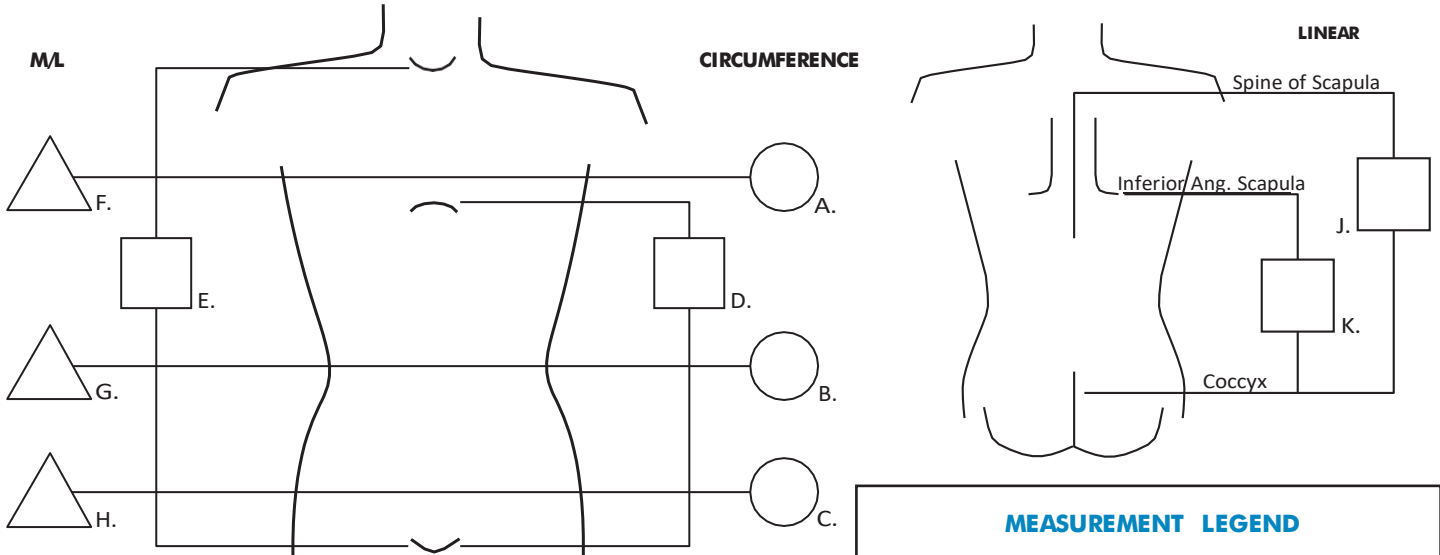 M/L
CIRCUMFERENCE
LINEAR
Spine of Scapula
F.
A.
Inferior Ang. Scapula
J.
E.
D.
K.
G.
B.
Coccyx
H.
C.
MEASUREMENT LEGEND